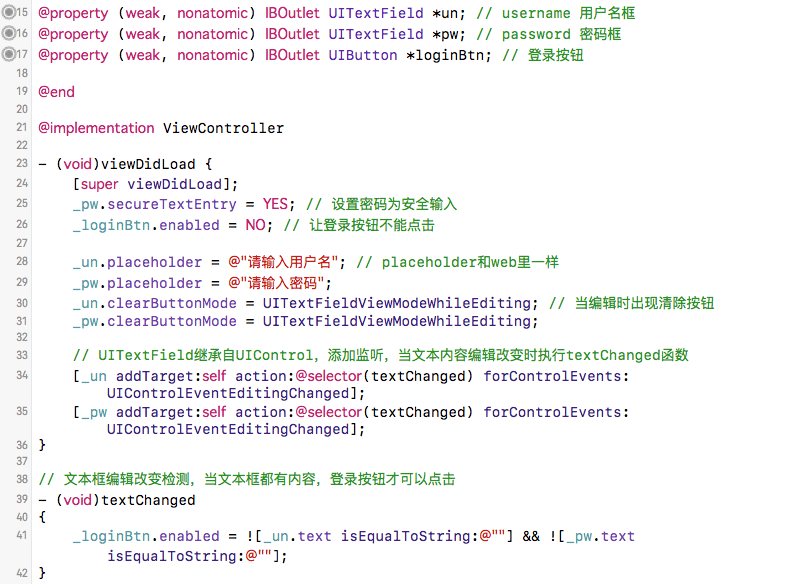 15 @property (weak, nonatomic) IBOutlet UITextField *un; // username 用户名框
16 @property (weak, nonatomic) IBOutlet UITextField *pw; // password 密码框
17 @property (weak, nonatomic) IBOutlet UIButton *loginBtn; // 登录按钮
18
19 @end
20
21 @implementation ViewController
22
23 - (void)viewDidLoad {
24     [super viewDidLoad];
25     _pw.secureTextEntry = YES; // 设置密码为安全输入
26     _loginBtn.enabled = NO; // 让登录按钮不能点击
27
28     _un.placeholder = @"请输入用户名"; // placeholder和web里一样
29     _pw.placeholder = @"请输入密码";
30     _un.clearButtonMode = UITextFieldViewModeWhileEditing; // 当编辑时出现清除按钮
31     _pw.clearButtonMode = UITextFieldViewModeWhileEditing;
32
33     // UITextField继承自UIControl，添加监听，当文本内容编辑改变时执行textChanged函数
34     [_un addTarget:self action:@selector(textChanged) forControlEvents:
        UIControlEventEditingChanged];
35     [_pw addTarget:self action:@selector(textChanged) forControlEvents:
        UIControlEventEditingChanged];
36 }
37
38 // 文本框编辑改变检测，当文本框都有内容，登录按钮才可以点击
39 - (void)textChanged
40 {
41     _loginBtn.enabled = ![_un.text isEqualToString:@""] && ![_pw.text
        isEqualToString:@""];
42 }